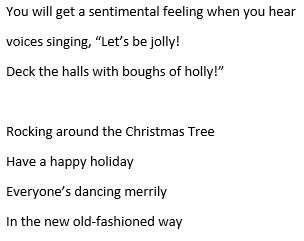 You will get a sentimental feeling when you hear
voices singing, “Let’s be jolly!
Deck the halls with boughs of holly!”

Rocking around the Christmas Tree
Have a happy holiday
Everyone’s dancing merrily
In the new old-fashioned way